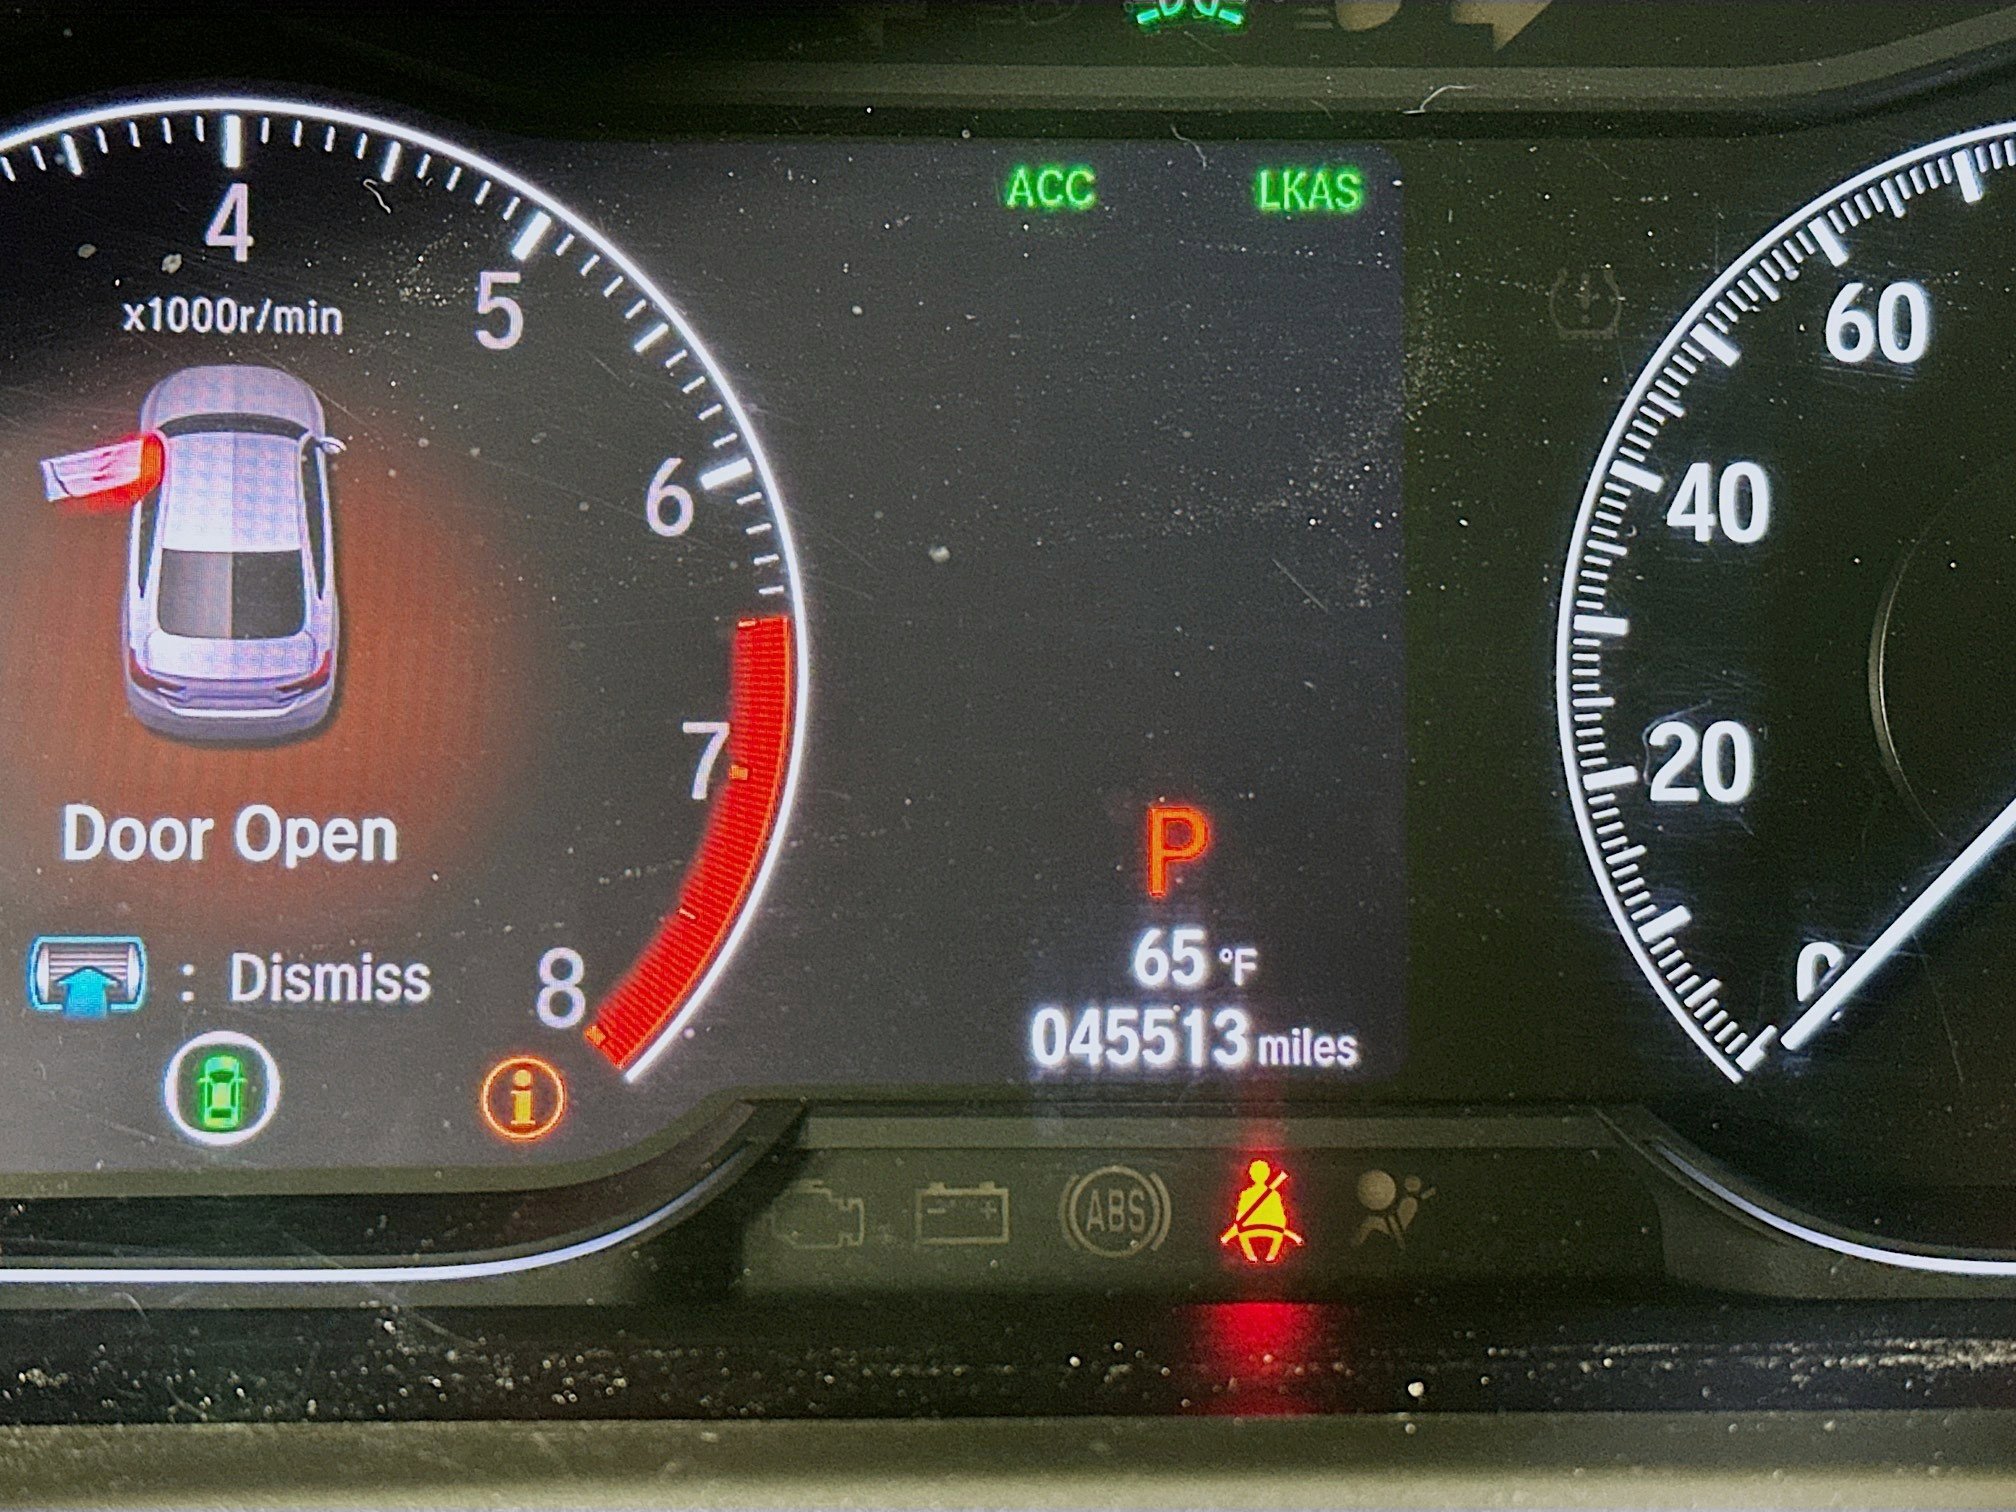 ACC LKAS
4
5
x1000r/min
6
7
8
Door Open
: Dismiss
i
P
65 °F
045513 miles
60
40
20
0
ABS